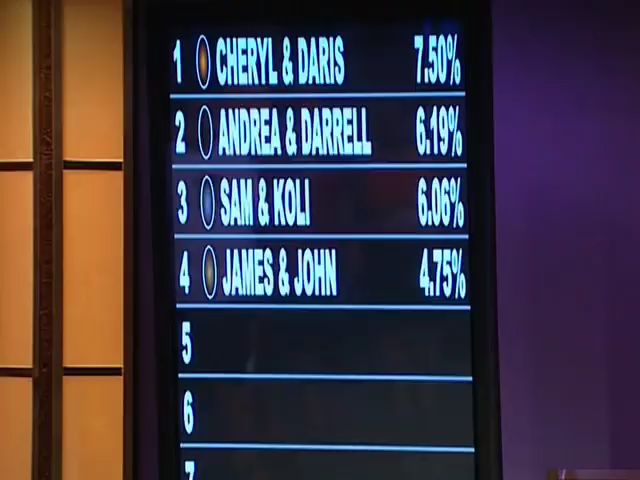 1 CHERYL & DARIS 7.50%
2 ANDREA & DARRELL 6.19%
3 SAM & KOLI 6.06%
4 JAMES & JOHN 4.75%
5
6
7